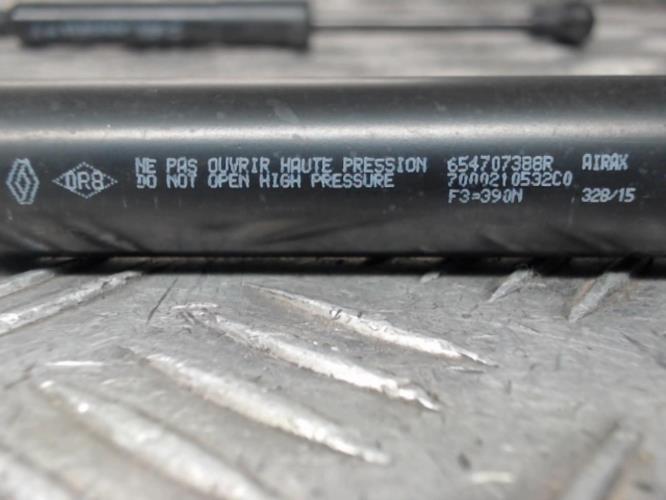 NE PAS OUVRIR HAUTE PRESSION 654707388R AIRAX
DO NOT OPEN HIGH PRESSURE 7000210532C0
F3=390N 328/15